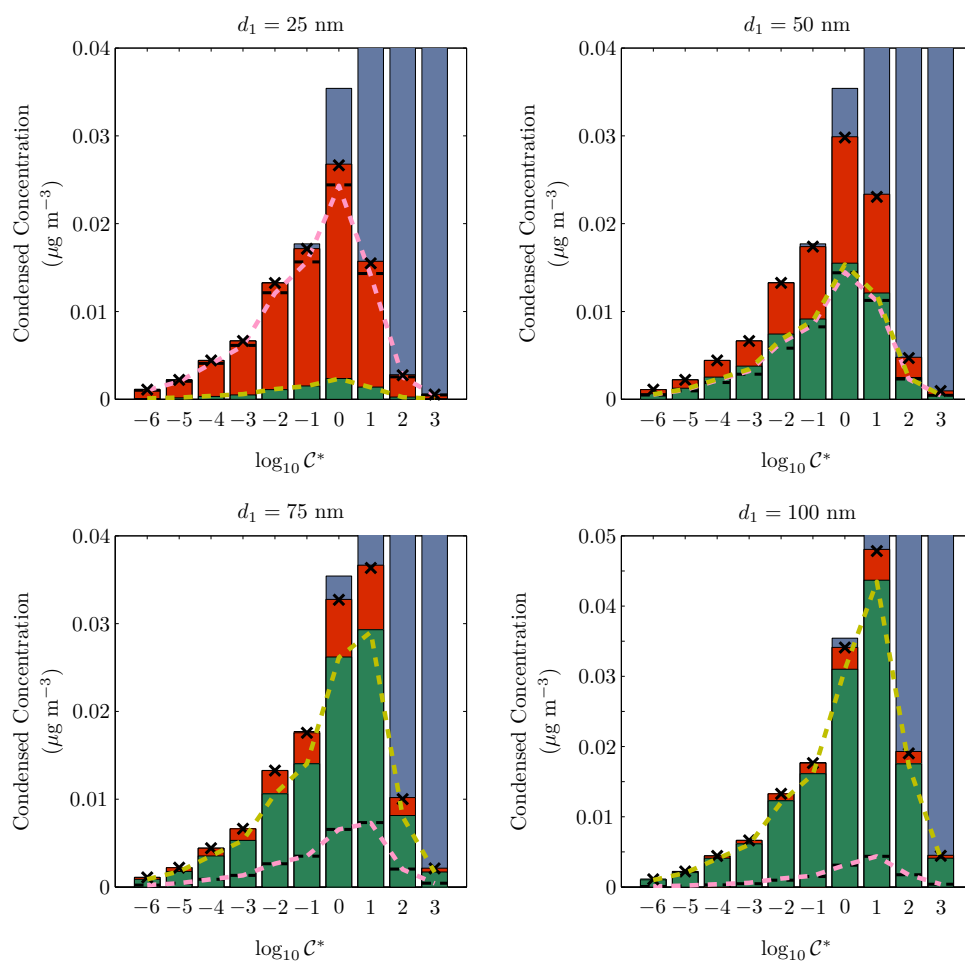 d₁ = 25 nm
Condensed Concentration
(μg m⁻³)
0.04
0.03
0.02
0.01
0
−6 −5 −4 −3 −2 −1 0 1 2 3
log₁₀ C*
d₁ = 50 nm
Condensed Concentration
(μg m⁻³)
0.04
0.03
0.02
0.01
0
−6 −5 −4 −3 −2 −1 0 1 2 3
log₁₀ C*
d₁ = 75 nm
Condensed Concentration
(μg m⁻³)
0.04
0.03
0.02
0.01
0
−6 −5 −4 −3 −2 −1 0 1 2 3
log₁₀ C*
d₁ = 100 nm
Condensed Concentration
(μg m⁻³)
0.05
0.04
0.03
0.02
0.01
0
−6 −5 −4 −3 −2 −1 0 1 2 3
log₁₀ C*